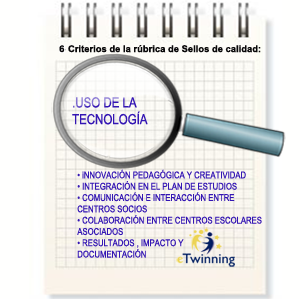 6 Criterios de la rúbrica de Sellos de calidad:
.USO DE LA
TECNOLOGÍA
• INNOVACIÓN PEDAGÓGICA Y CREATIVIDAD
• INTEGRACIÓN EN EL PLAN DE ESTUDIOS
• COMUNICACIÓN E INTERACCIÓN ENTRE
CENTROS SOCIOS
• COLABORACIÓN ENTRE CENTROS ESCOLARES
ASOCIADOS
• RESULTADOS , IMPACTO Y
DOCUMENTACIÓN
eTwinning